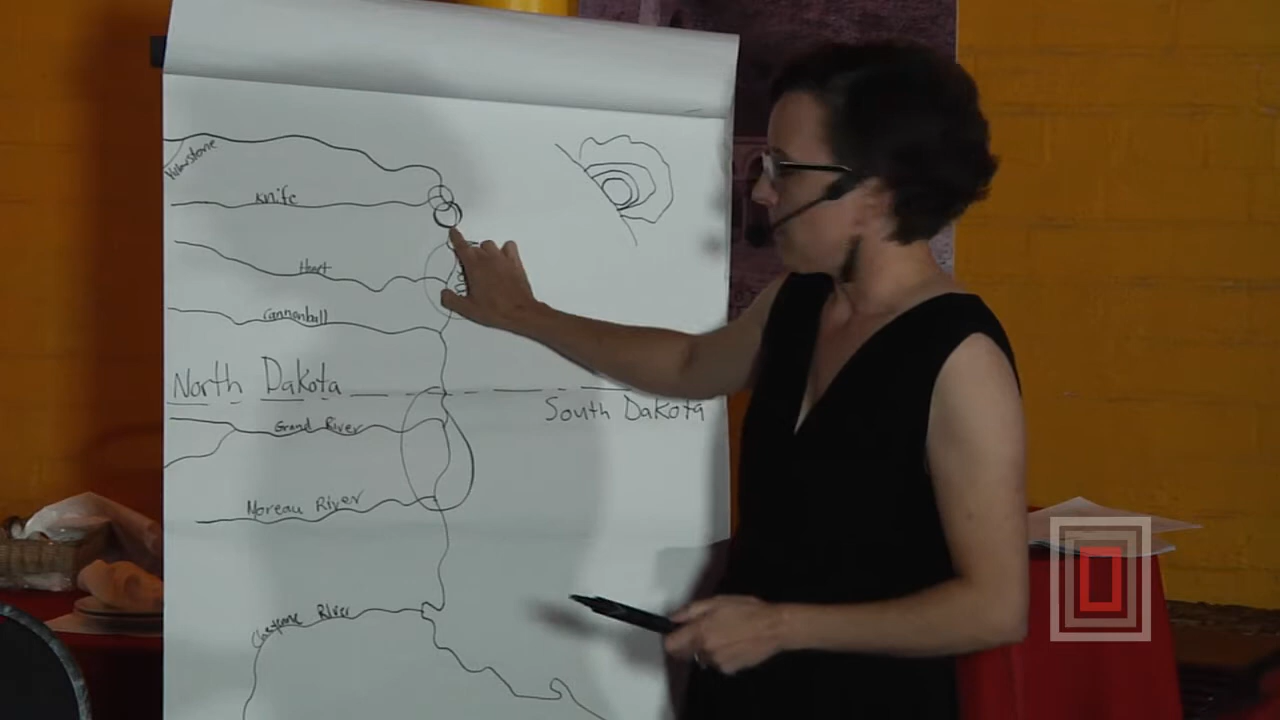 Yellowstone
Knife
Heart
Cannonball
North Dakota
South Dakota
Grand River
Moreau River
Cheyenne River